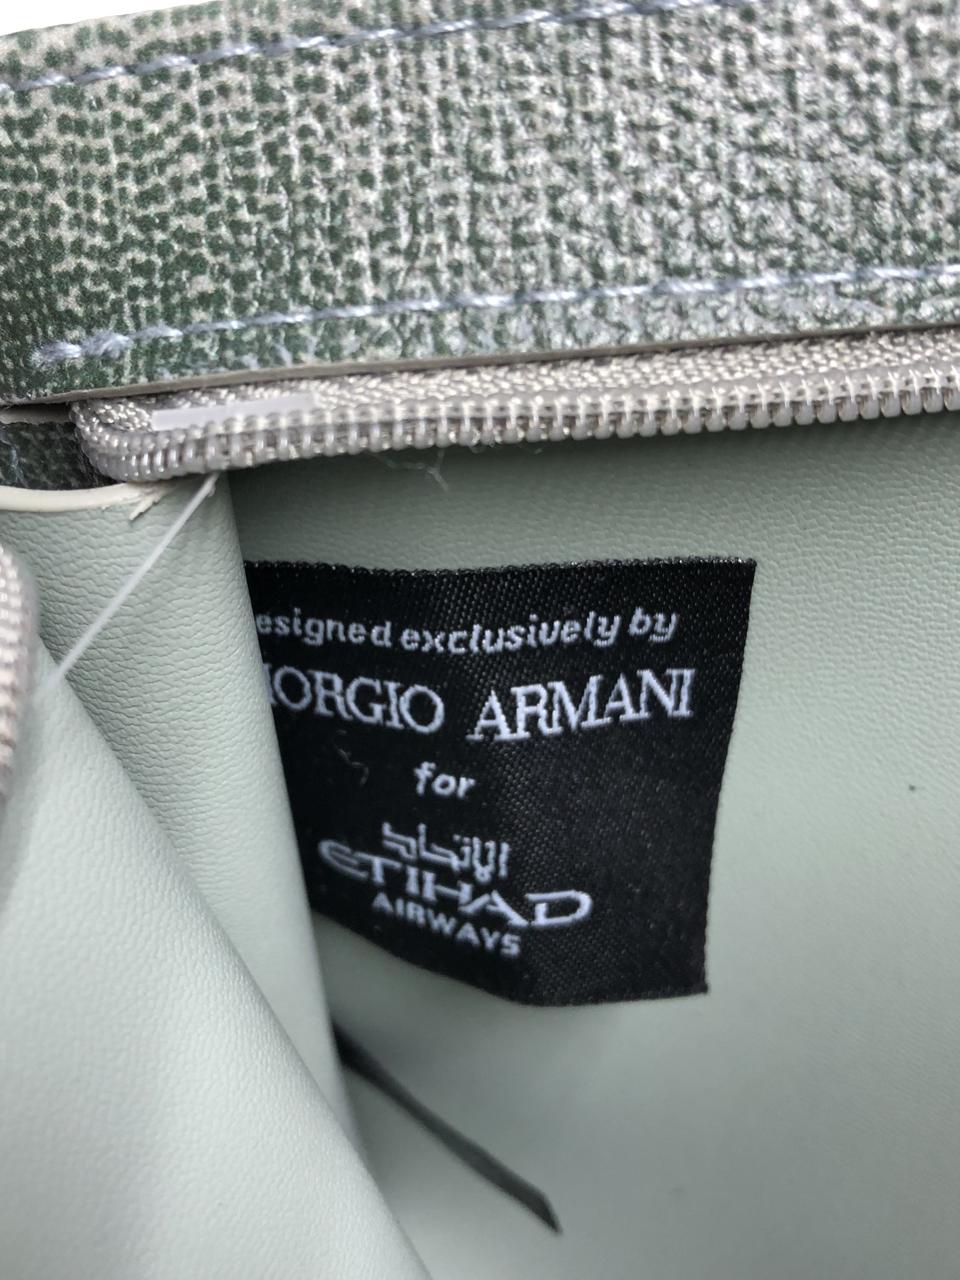 esigned exclusively by
IORGIO ARMANI
for
الاتحاد
ETIHAD
AIRWAYS